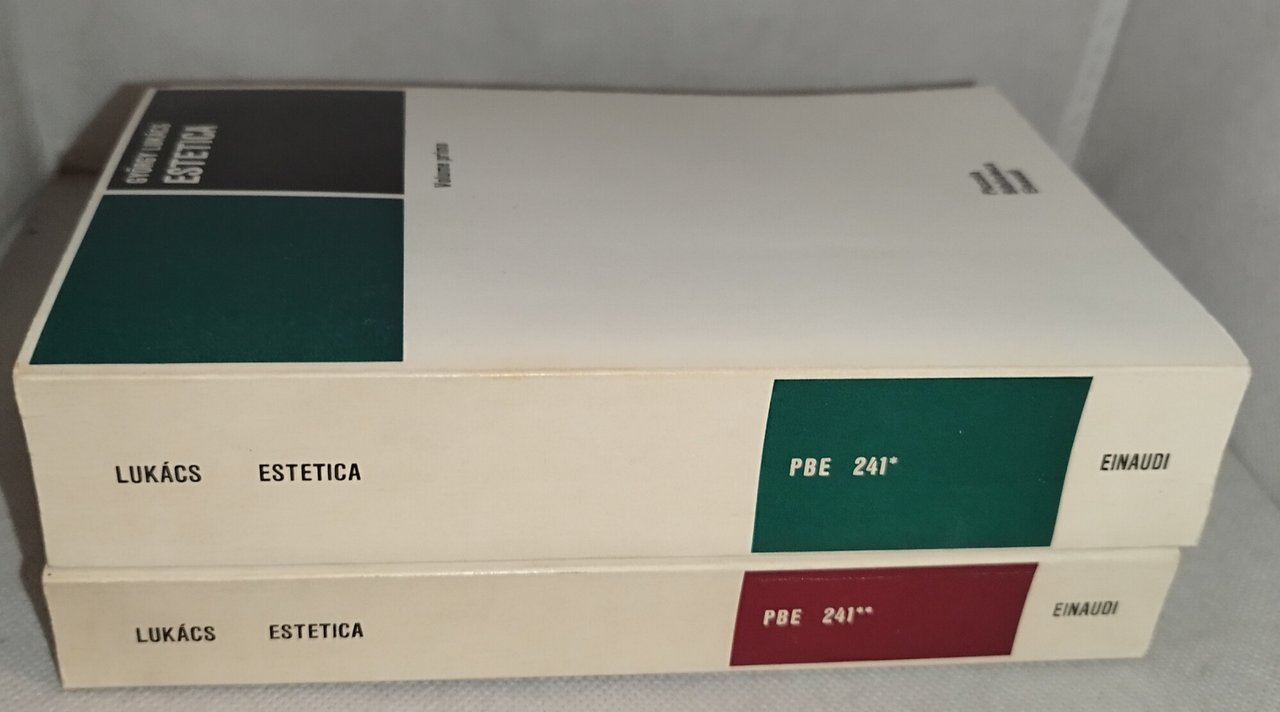 GYÖRGY LUKÁCS
ESTETICA
Volume primo
LUKÁCS ESTETICA PBE 241* EINAUDI
LUKÁCS ESTETICA PBE 241** EINAUDI